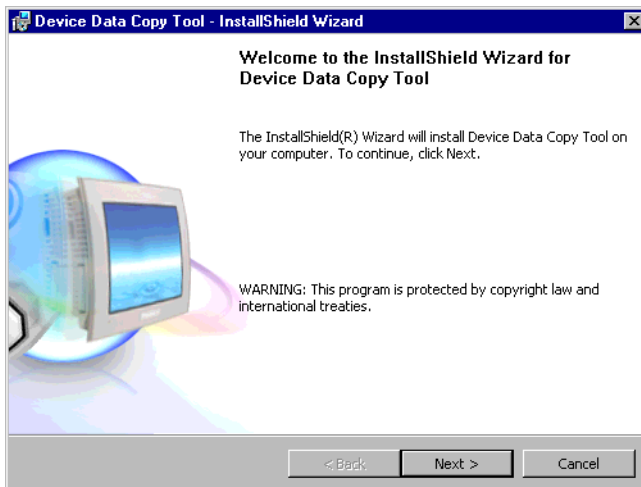 Device Data Copy Tool - InstallShield Wizard
Welcome to the InstallShield Wizard for
Device Data Copy Tool
The InstallShield(R) Wizard will install Device Data Copy Tool on
your computer. To continue, click Next.
WARNING: This program is protected by copyright law and
international treaties.
< Back
Next >
Cancel